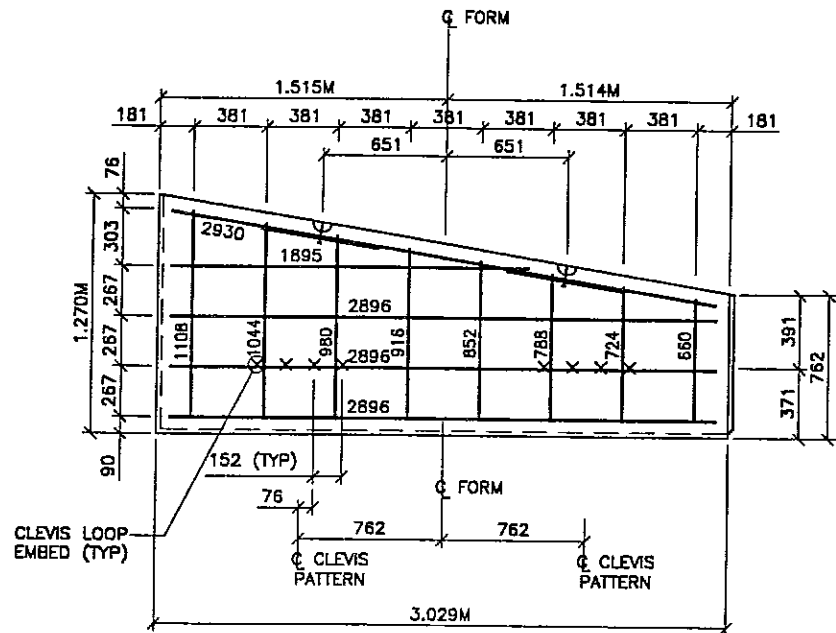 ℄ FORM
1.515M 1.514M
181 381 381 381 381 381 381 381 181
651 651
76
303
267
267
267
90
1.270M
2930
1895
2896
2896
2896
1108 1044 980 916 852 788 724 660
391
371
762
152 (TYP)
76
℄ FORM
762 762
CLEVIS LOOP
EMBED (TYP)
℄ CLEVIS
PATTERN
℄ CLEVIS
PATTERN
3.029M